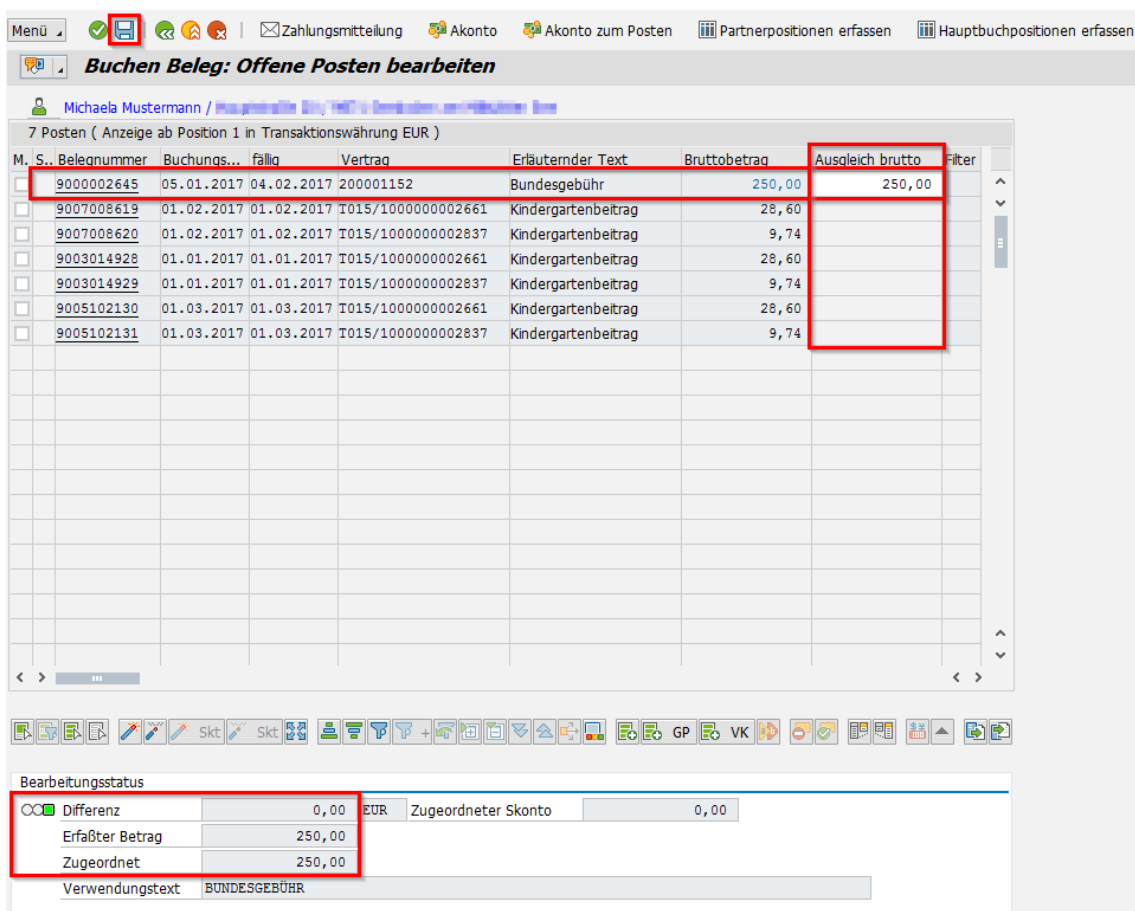 Menü Zahlungsmitteilung Akonto Akonto zum Posten Partnerpositionen erfassen Hauptbuchpositionen erfassen
Buchen Beleg: Offene Posten bearbeiten
Michaela Mustermann /
7 Posten ( Anzeige ab Position 1 in Transaktionswährung EUR )
M. S.. Belegnummer Buchungs... fällig Vertrag Erläuternder Text Bruttobetrag Ausgleich brutto Filter
9000002645 05.01.2017 04.02.2017 200001152 Bundesgebühr 250,00 250,00
9007008619 01.02.2017 01.02.2017 T015/1000000002661 Kindergartenbeitrag 28,60
9007008620 01.02.2017 01.02.2017 T015/1000000002837 Kindergartenbeitrag 9,74
9003014928 01.01.2017 01.01.2017 T015/1000000002661 Kindergartenbeitrag 28,60
9003014929 01.01.2017 01.01.2017 T015/1000000002837 Kindergartenbeitrag 9,74
9005102130 01.03.2017 01.03.2017 T015/1000000002661 Kindergartenbeitrag 28,60
9005102131 01.03.2017 01.03.2017 T015/1000000002837 Kindergartenbeitrag 9,74
Skt Skt GP VK
Bearbeitungsstatus
Differenz 0,00 EUR Zugeordneter Skonto 0,00
Erfaßter Betrag 250,00
Zugeordnet 250,00
Verwendungstext BUNDESGEBÜHR